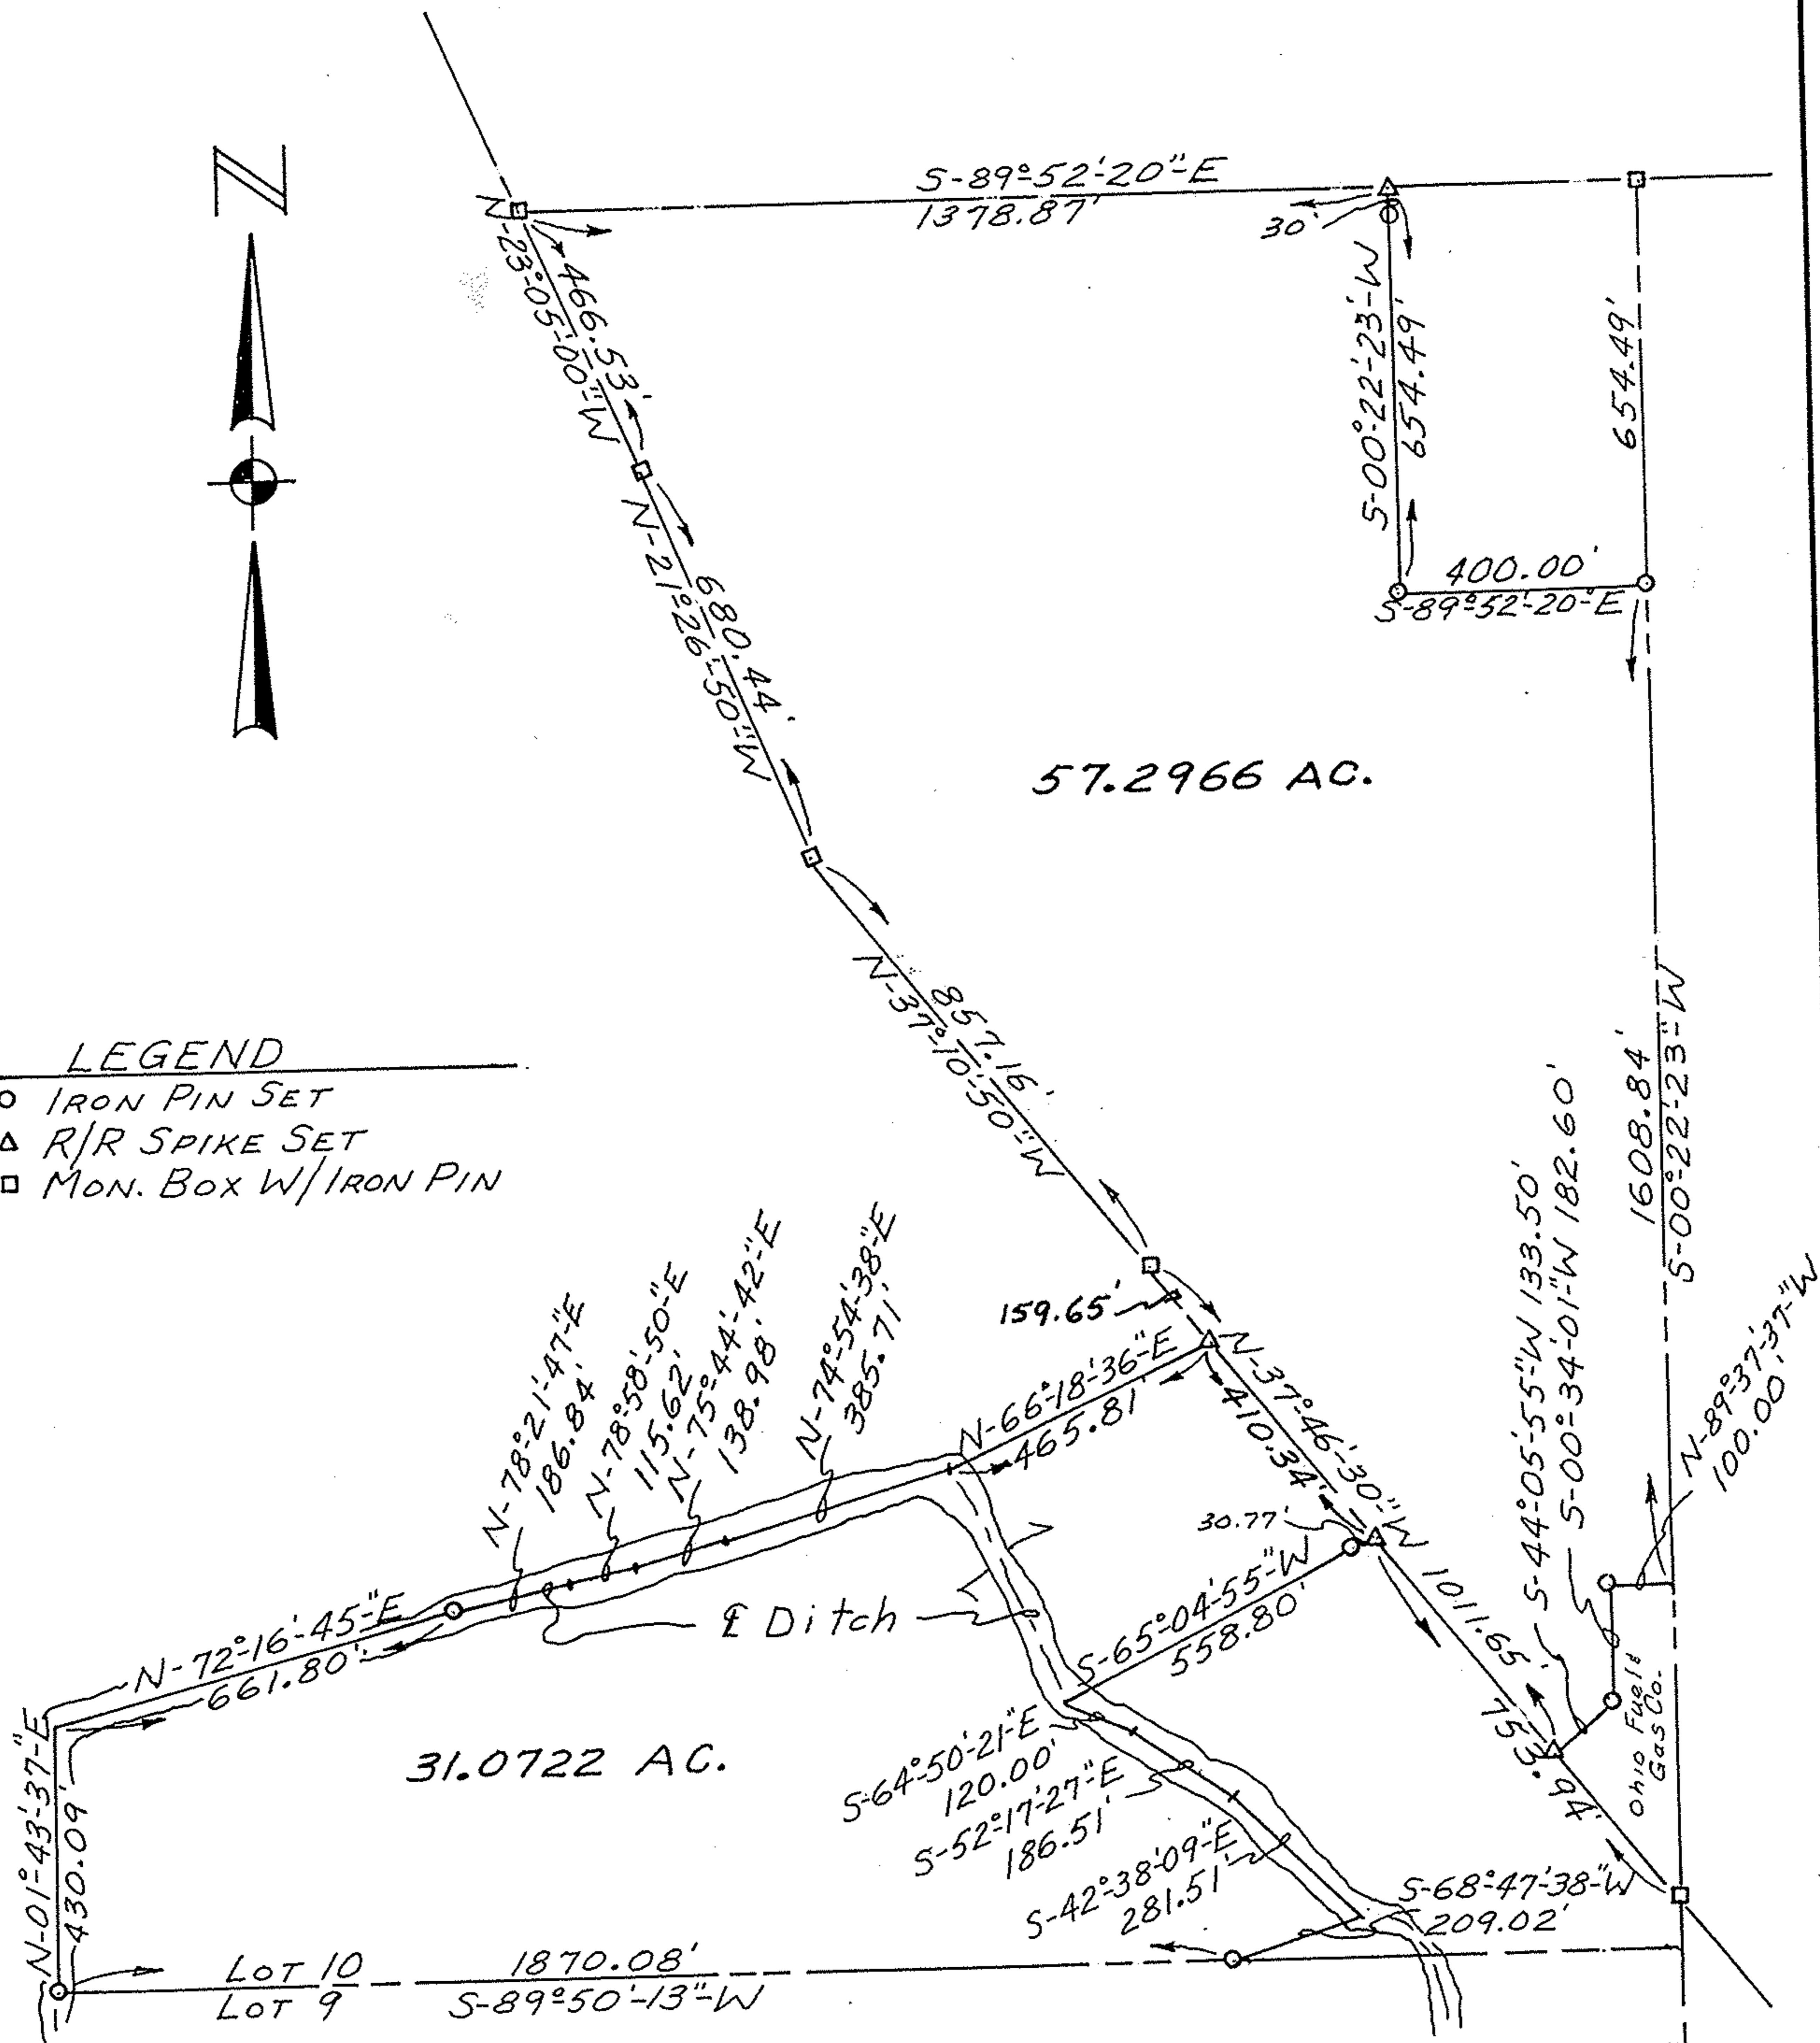 N
S-89°-52'-20"-E
1378.87'
30'
N-23°-05'-00"-W
466.53'
S-00°-22'-23"-W
654.49'
654.49'
400.00'
S-89°-52'-20"-E
N-21°-26'-50"-W
680.44'
57.2966 AC.
N-37°-10'-50"-W
857.16'
1608.84'
S-00°-22'-23"-W
LEGEND
IRON PIN SET
R/R SPIKE SET
MON. BOX W/IRON PIN
159.65'
N-78°-21'-47"-E
186.84'
N-78°-58'-50"-E
115.62'
N-75°-44'-42"-E
138.98'
N-74°-54'-38"-E
385.71'
N-66°-18'-36"-E
465.81'
N-37°-46'-30"-W
410.34'
30.77'
1011.65'
753.94'
S-44°-05'-55"-W 133.50'
S-00°-34'-01"-W 182.60'
N-89°-37'-37"-W
100.00'
Ohio Fuel
Gas Co.
N-72°-16'-45"-E
661.80'
℄ Ditch
S-65°-04'-55"-W
558.80'
N-01°-43'-37"-E
430.09'
31.0722 AC.
S-64°-50'-21"-E
120.00'
S-52°-17'-27"-E
186.51'
S-42°-38'-09"-E
281.51'
S-68°-47'-38"-W
209.02'
LOT 10
LOT 9
1870.08'
S-89°-50'-13"-W